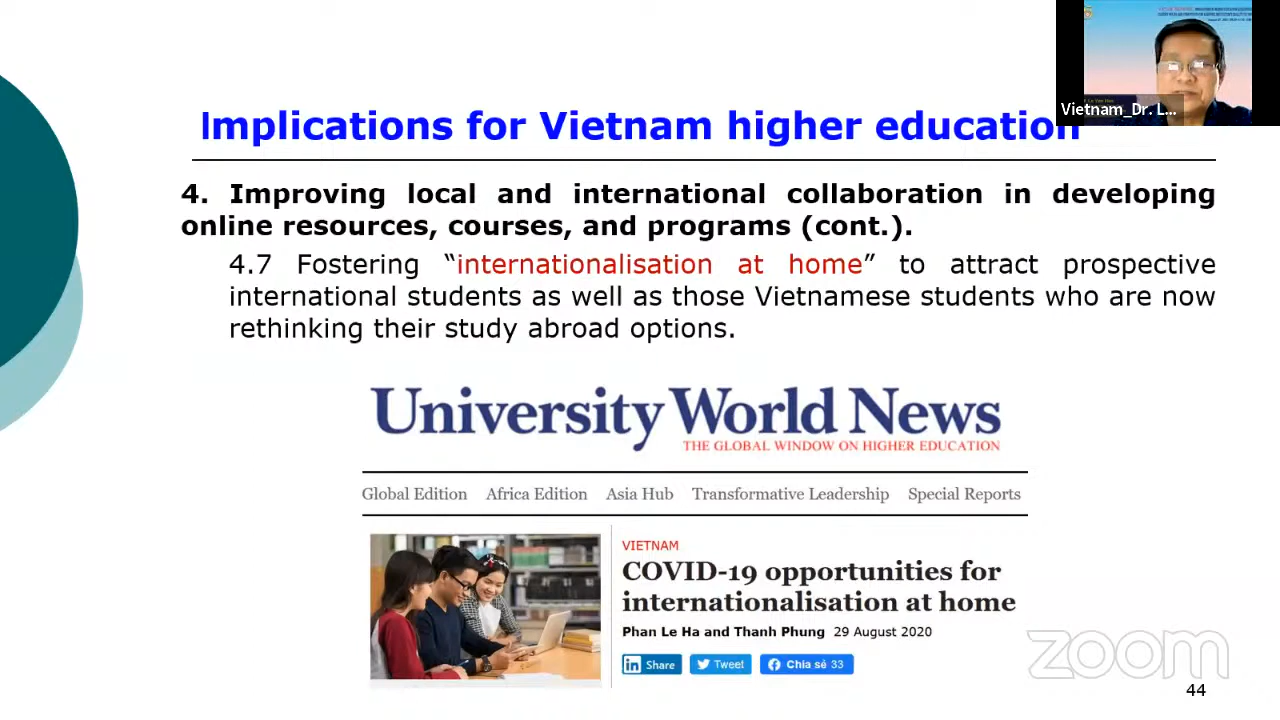 Implications for Vietnam higher education
Vietnam_Dr. L...
4. Improving local and international collaboration in developing
online resources, courses, and programs (cont.).
4.7 Fostering “internationalisation at home” to attract prospective
international students as well as those Vietnamese students who are now
rethinking their study abroad options.
University World News
THE GLOBAL WINDOW ON HIGHER EDUCATION
Global Edition Africa Edition Asia Hub Transformative Leadership Special Reports
VIETNAM
COVID-19 opportunities for
internationalisation at home
Phan Le Ha and Thanh Phung 29 August 2020
in Share Tweet Chia sẻ 33
zoom
44